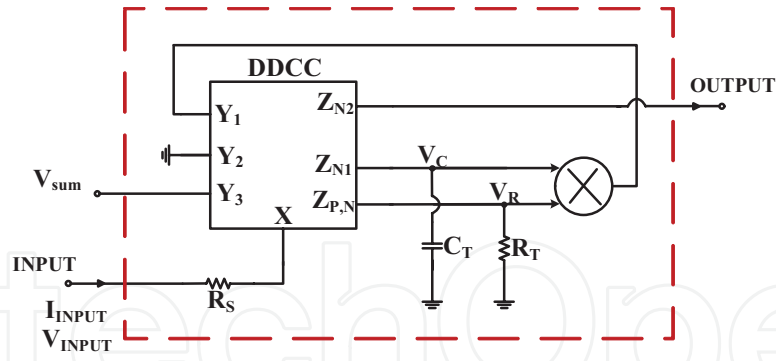 DDCC
OUTPUT
Y1
ZN2
Y2
ZN1
VC
Vsum
Y3
ZP,N
VR
X
CT
RT
INPUT
RS
IINPUT
VINPUT